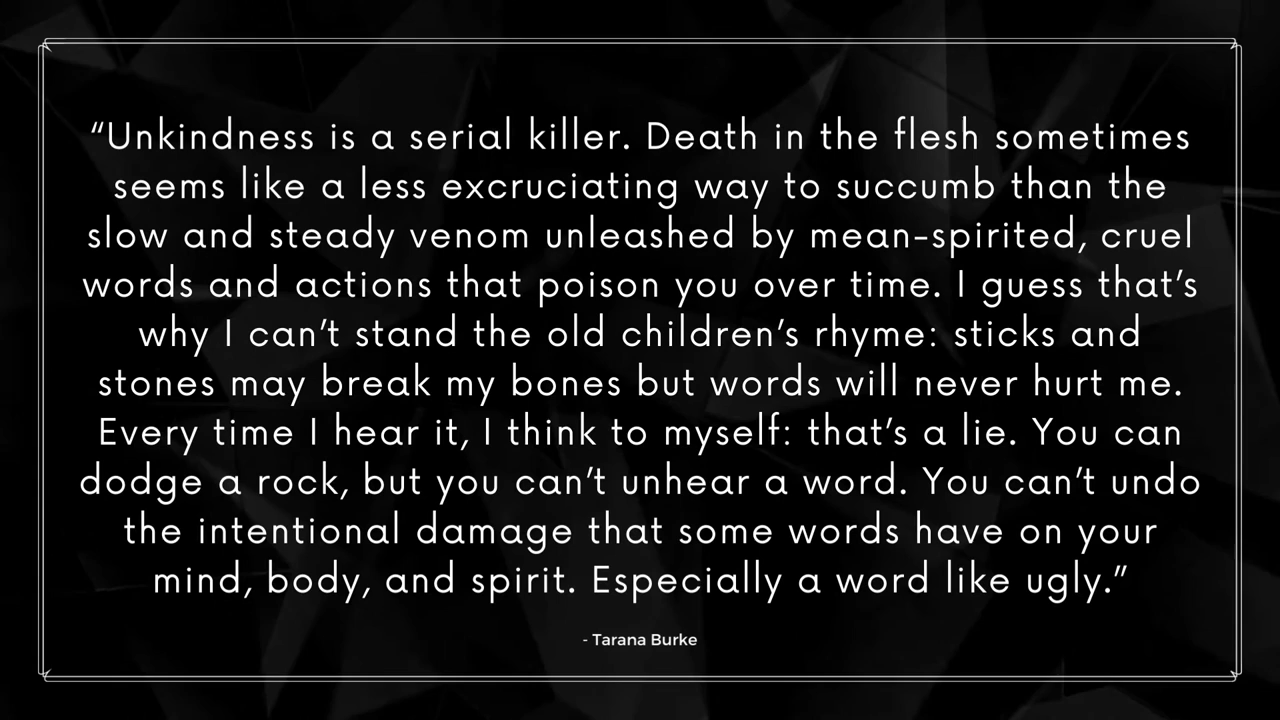 “Unkindness is a serial killer. Death in the flesh sometimes
seems like a less excruciating way to succumb than the
slow and steady venom unleashed by mean-spirited, cruel
words and actions that poison you over time. I guess that’s
why I can’t stand the old children’s rhyme: sticks and
stones may break my bones but words will never hurt me.
Every time I hear it, I think to myself: that’s a lie. You can
dodge a rock, but you can’t unhear a word. You can’t undo
the intentional damage that some words have on your
mind, body, and spirit. Especially a word like ugly.”
- Tarana Burke